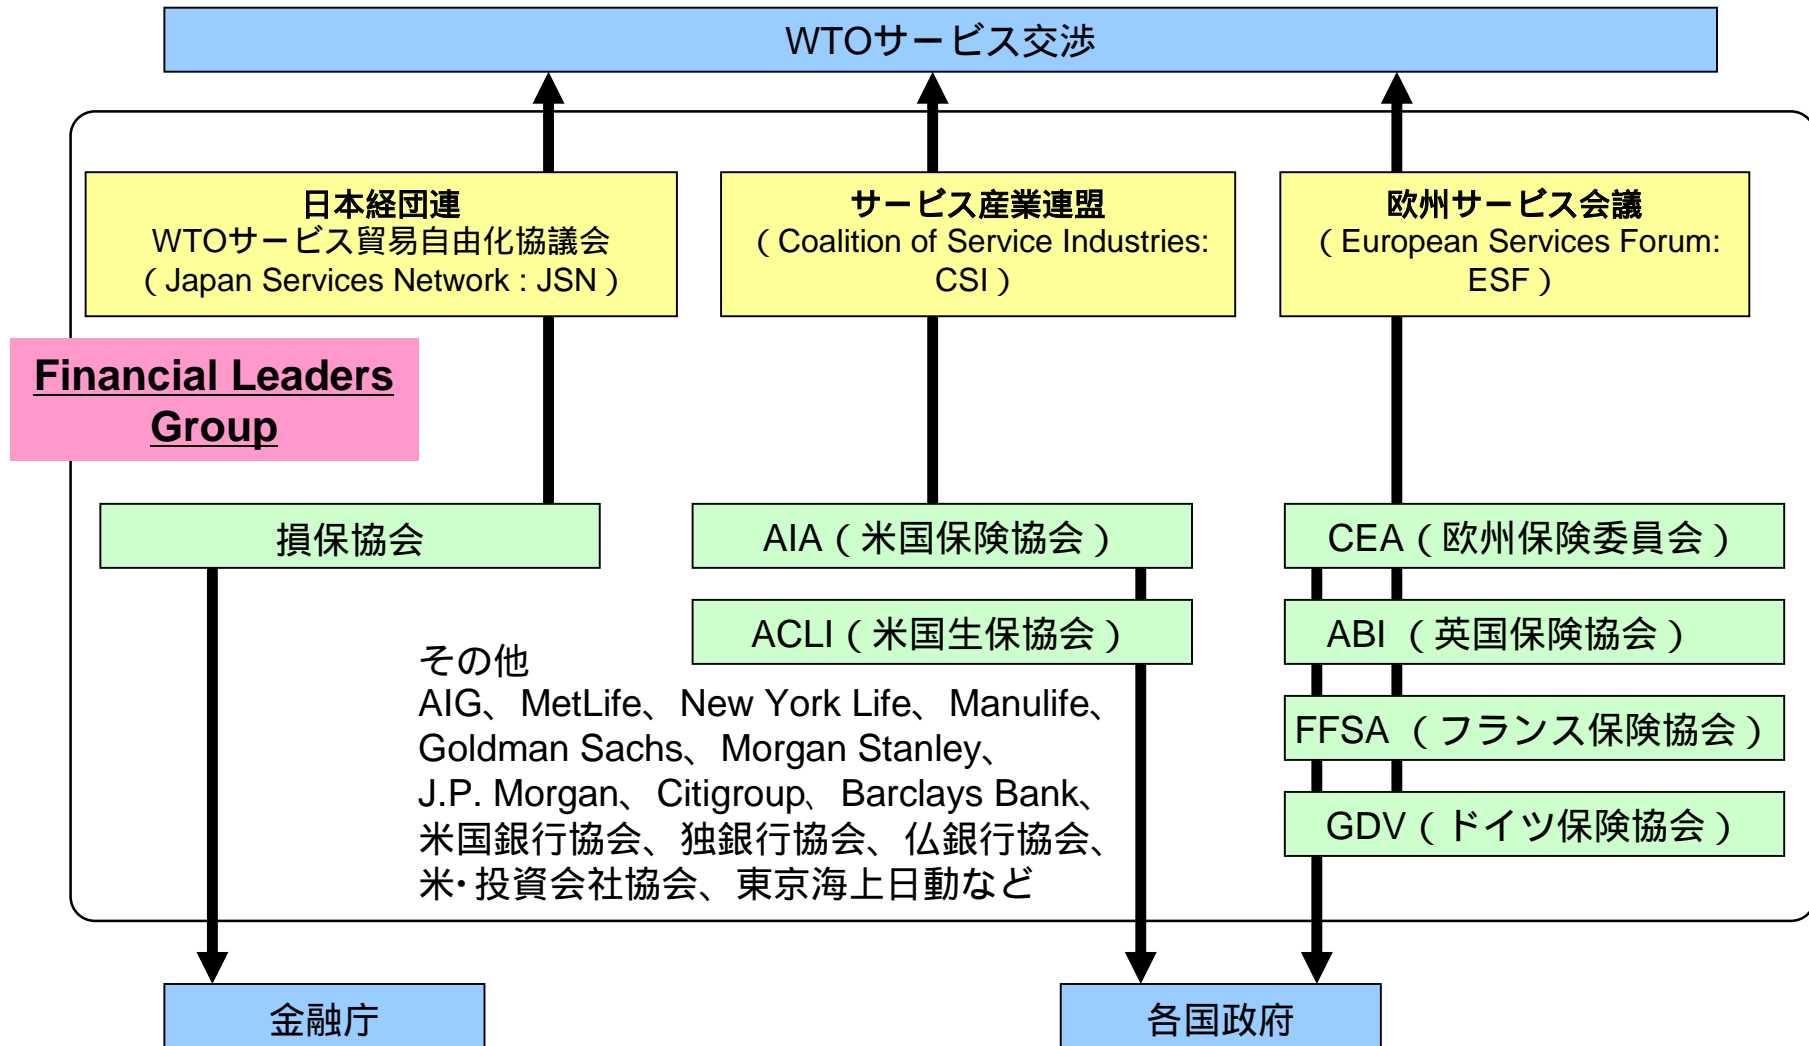 WTOサービス交渉
日本経団連
WTOサービス貿易自由化協議会
（Japan Services Network : JSN）
サービス産業連盟
（Coalition of Service Industries:
CSI）
欧州サービス会議
（European Services Forum:
ESF）
Financial Leaders
Group
損保協会
AIA（米国保険協会）
ACLI（米国生保協会）
CEA（欧州保険委員会）
ABI （英国保険協会）
FFSA （フランス保険協会）
GDV（ドイツ保険協会）
その他
AIG、MetLife、New York Life、Manulife、
Goldman Sachs、Morgan Stanley、
J.P. Morgan、Citigroup、Barclays Bank、
米国銀行協会、独銀行協会、仏銀行協会、
米・投資会社協会、東京海上日動など
金融庁
各国政府